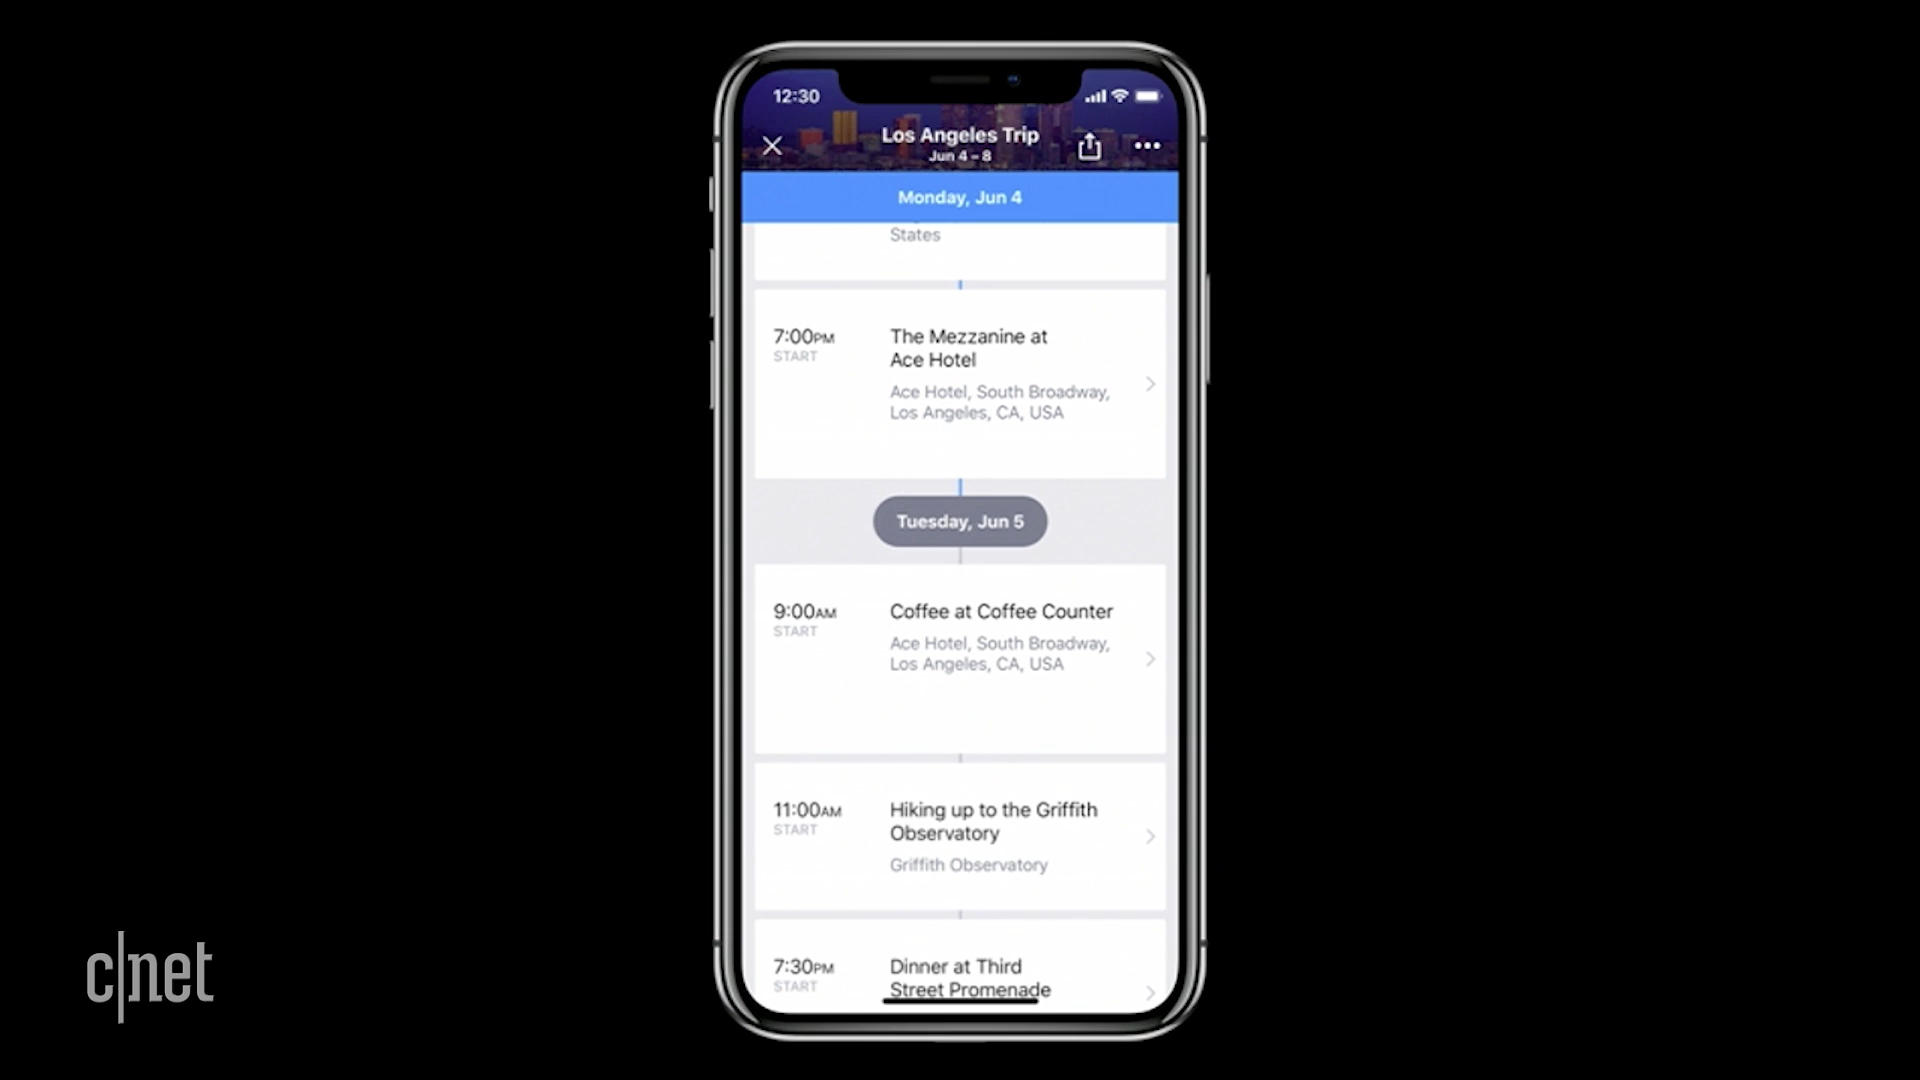 12:30
Los Angeles Trip
Jun 4 – 8
Monday, Jun 4
States
7:00PM
START
The Mezzanine at
Ace Hotel
Ace Hotel, South Broadway,
Los Angeles, CA, USA
Tuesday, Jun 5
9:00AM
START
Coffee at Coffee Counter
Ace Hotel, South Broadway,
Los Angeles, CA, USA
11:00AM
START
Hiking up to the Griffith
Observatory
Griffith Observatory
7:30PM
START
Dinner at Third
Street Promenade
c|net